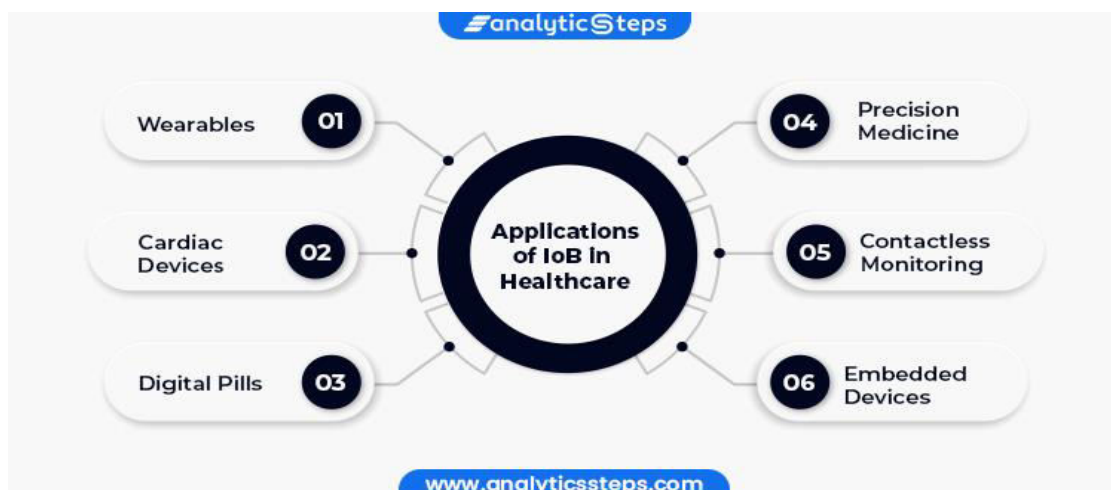 analyticSteps
Wearables
01
Cardiac
Devices
02
Digital Pills
03
Applications
of IoB in
Healthcare
04
Precision
Medicine
05
Contactless
Monitoring
06
Embedded
Devices
www.analyticssteps.com